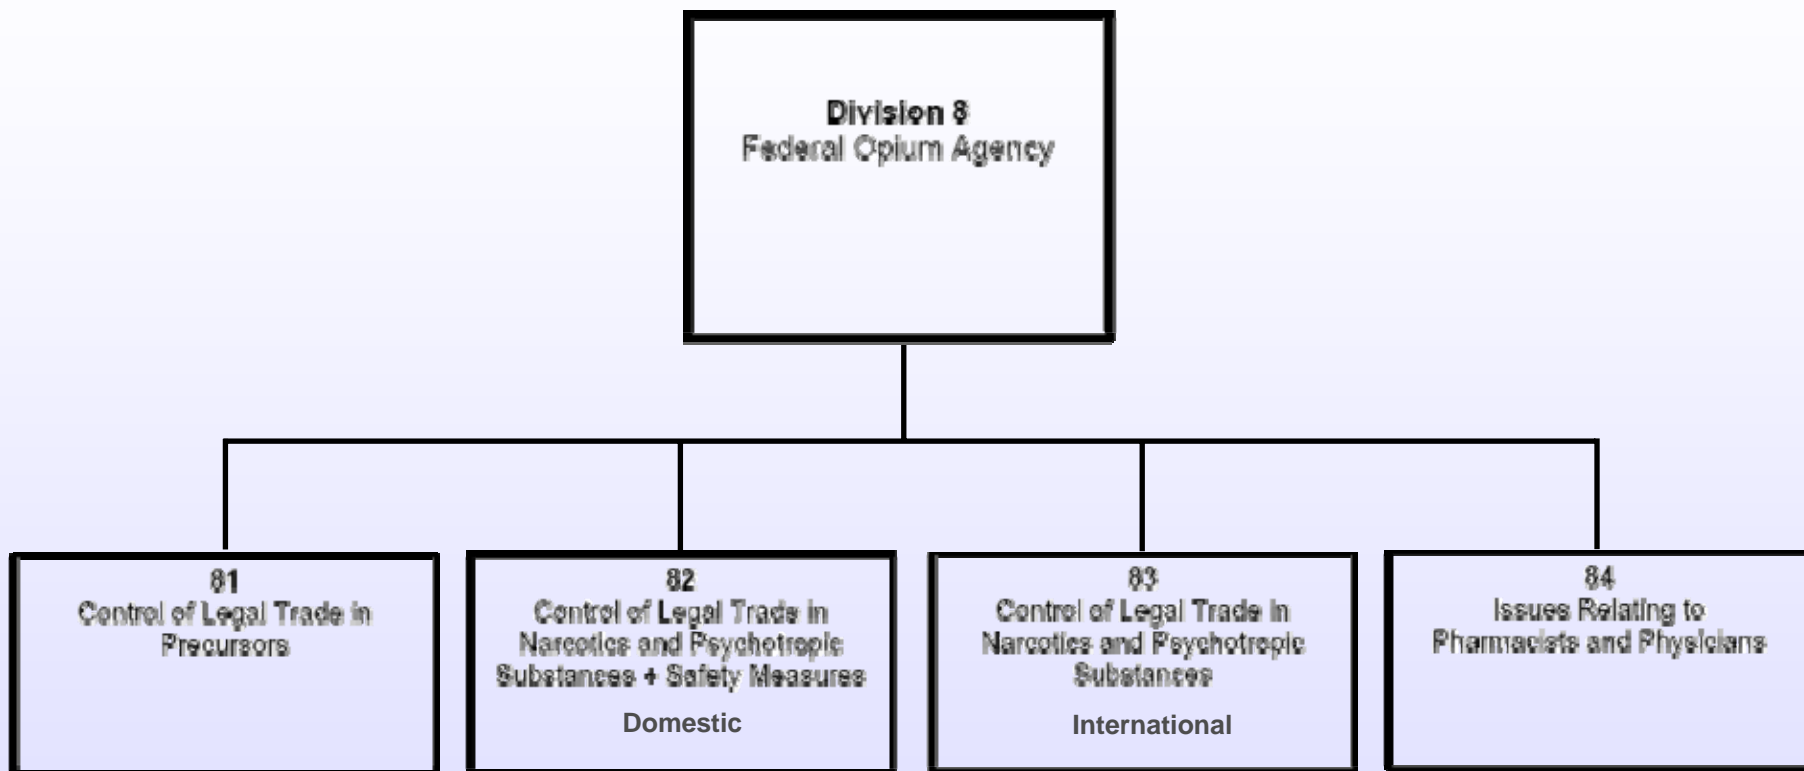 Division 8
Federal Opium Agency
81
Control of Legal Trade in
Precursors
82
Control of Legal Trade in
Narcotics and Psychotropic
Substances + Safety Measures
Domestic
83
Control of Legal Trade in
Narcotics and Psychotropic
Substances
International
84
Issues Relating to
Pharmacists and Physicians